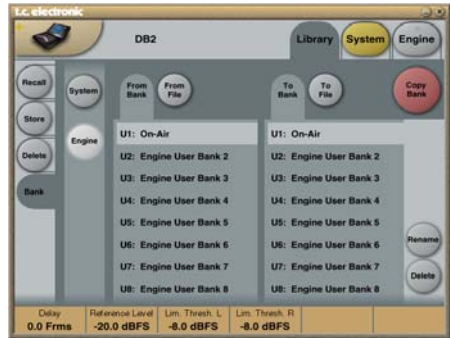 t.c. electronic
DB2
Library
System
Engine
Recall
Store
Delete
Bank
System
Engine
From Bank
From File
To Bank
To File
Copy Bank
U1: On-Air
U2: Engine User Bank 2
U3: Engine User Bank 3
U4: Engine User Bank 4
U5: Engine User Bank 5
U6: Engine User Bank 6
U7: Engine User Bank 7
U8: Engine User Bank 8
U1: On-Air
U2: Engine User Bank 2
U3: Engine User Bank 3
U4: Engine User Bank 4
U5: Engine User Bank 5
U6: Engine User Bank 6
U7: Engine User Bank 7
U8: Engine User Bank 8
Rename
Delete
Delay
0.0 Frms
Reference Level
-20.0 dBFS
Lim. Thresh. L
-8.0 dBFS
Lim. Thresh. R
-8.0 dBFS